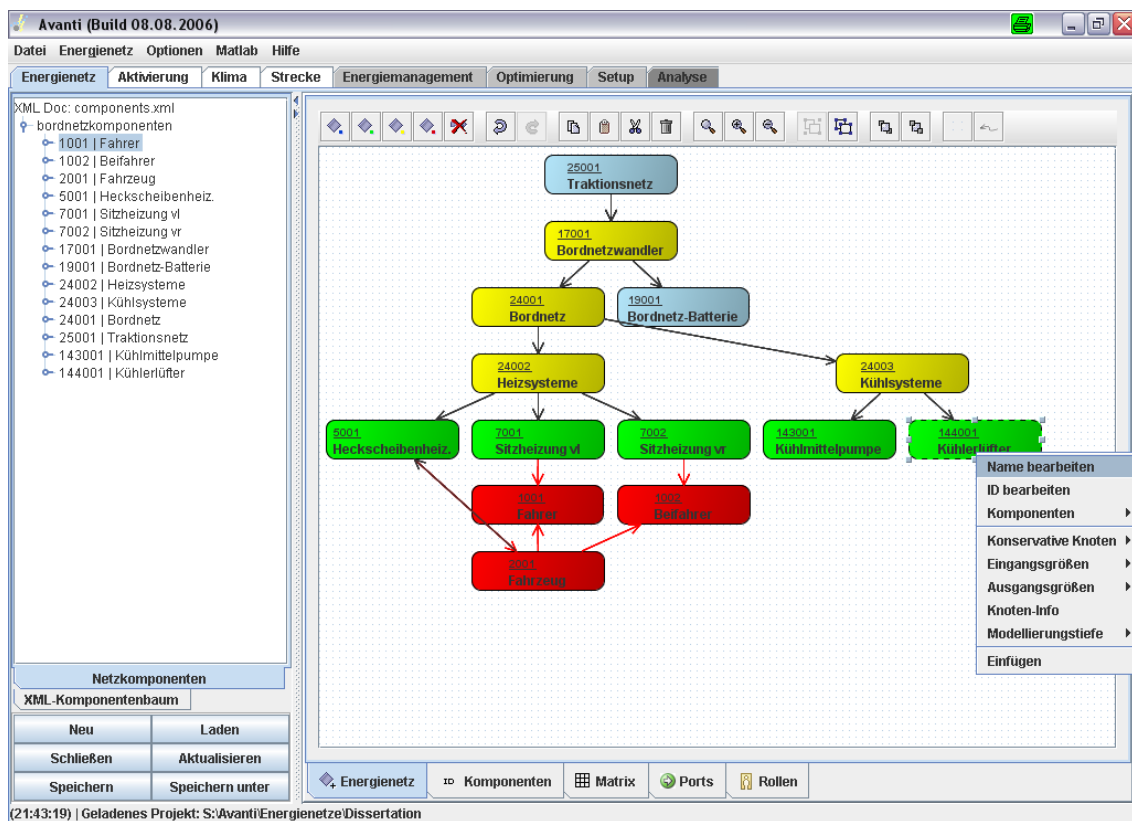 Avanti (Build 08.08.2006)
Datei Energienetz Optionen Matlab Hilfe
Energienetz Aktivierung Klima Strecke Energiemanagement Optimierung Setup Analyse
XML Doc: components.xml
bordnetzkomponenten
1001 | Fahrer
1002 | Beifahrer
2001 | Fahrzeug
5001 | Heckscheibenheiz.
7001 | Sitzheizung vl
7002 | Sitzheizung vr
17001 | Bordnetzwandler
19001 | Bordnetz-Batterie
24002 | Heizsysteme
24003 | Kühlsysteme
24001 | Bordnetz
25001 | Traktionsnetz
143001 | Kühlmittelpumpe
144001 | Kühlerlüfter
Netzkomponenten
XML-Komponentenbaum
Neu Laden
Schließen Aktualisieren
Speichern Speichern unter
25001
Traktionsnetz
17001
Bordnetzwandler
24001
Bordnetz
19001
Bordnetz-Batterie
24002
Heizsysteme
24003
Kühlsysteme
5001
Heckscheibenheiz.
7001
Sitzheizung vl
7002
Sitzheizung vr
143001
Kühlmittelpumpe
144001
Kühlerlüfter
1001
Fahrer
1002
Beifahrer
2001
Fahrzeug
Name bearbeiten
ID bearbeiten
Komponenten
Konservative Knoten
Eingangsgrößen
Ausgangsgrößen
Knoten-Info
Modellierungstiefe
Einfügen
Energienetz ID Komponenten Matrix Ports Rollen
(21:43:19) | Geladenes Projekt: S:\Avanti\Energienetze\Dissertation